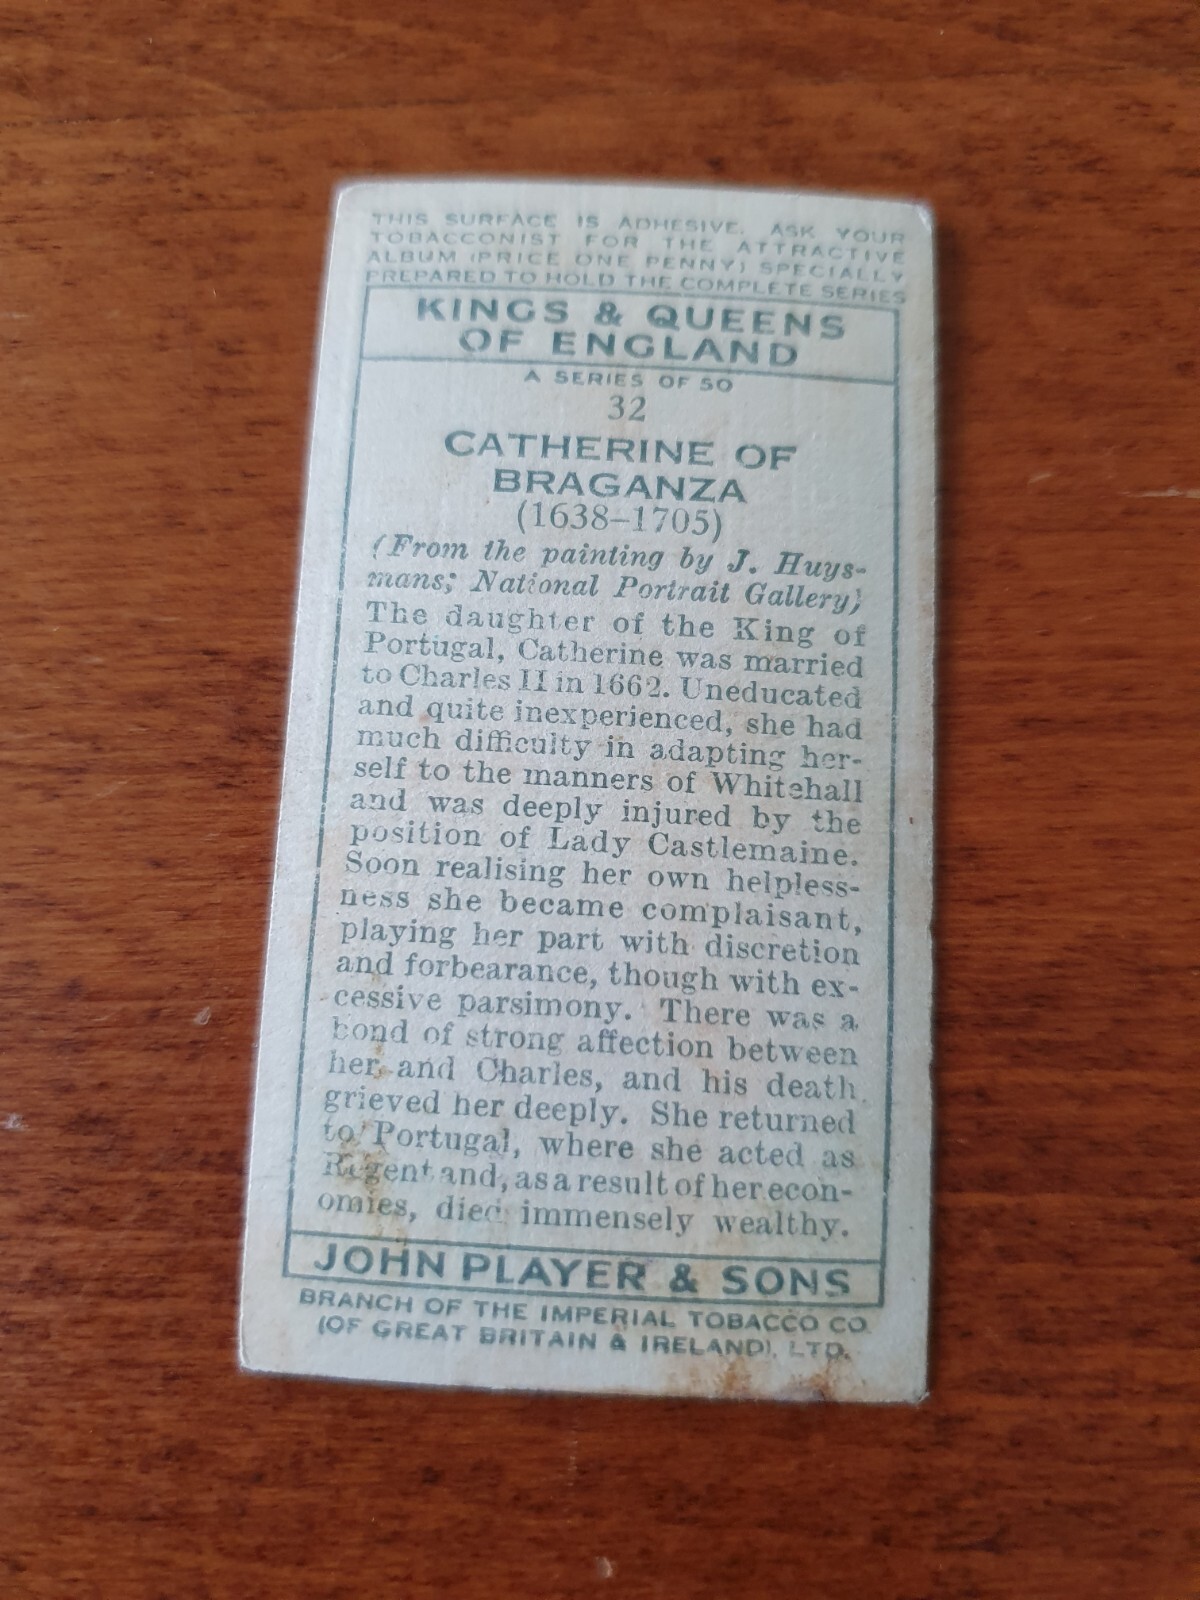 THIS SURFACE IS ADHESIVE. ASK YOUR
TOBACCONIST FOR THE ATTRACTIVE
ALBUM (PRICE ONE PENNY) SPECIALLY
PREPARED TO HOLD THE COMPLETE SERIES
KINGS & QUEENS
OF ENGLAND
A SERIES OF 50
32
CATHERINE OF
BRAGANZA
(1638–1705)
(From the painting by J. Huys-
mans; National Portrait Gallery)
The daughter of the King of
Portugal, Catherine was married
to Charles II in 1662. Uneducated
and quite inexperienced, she had
much difficulty in adapting her-
self to the manners of Whitehall
and was deeply injured by the
position of Lady Castlemaine.
Soon realising her own helpless-
ness she became complaisant,
playing her part with discretion
and forbearance, though with ex-
cessive parsimony. There was a
bond of strong affection between
her and Charles, and his death
grieved her deeply. She returned
to Portugal, where she acted as
Regent and, as a result of her econ-
omies, died immensely wealthy.
JOHN PLAYER & SONS
BRANCH OF THE IMPERIAL TOBACCO CO.
(OF GREAT BRITAIN & IRELAND), LTD.